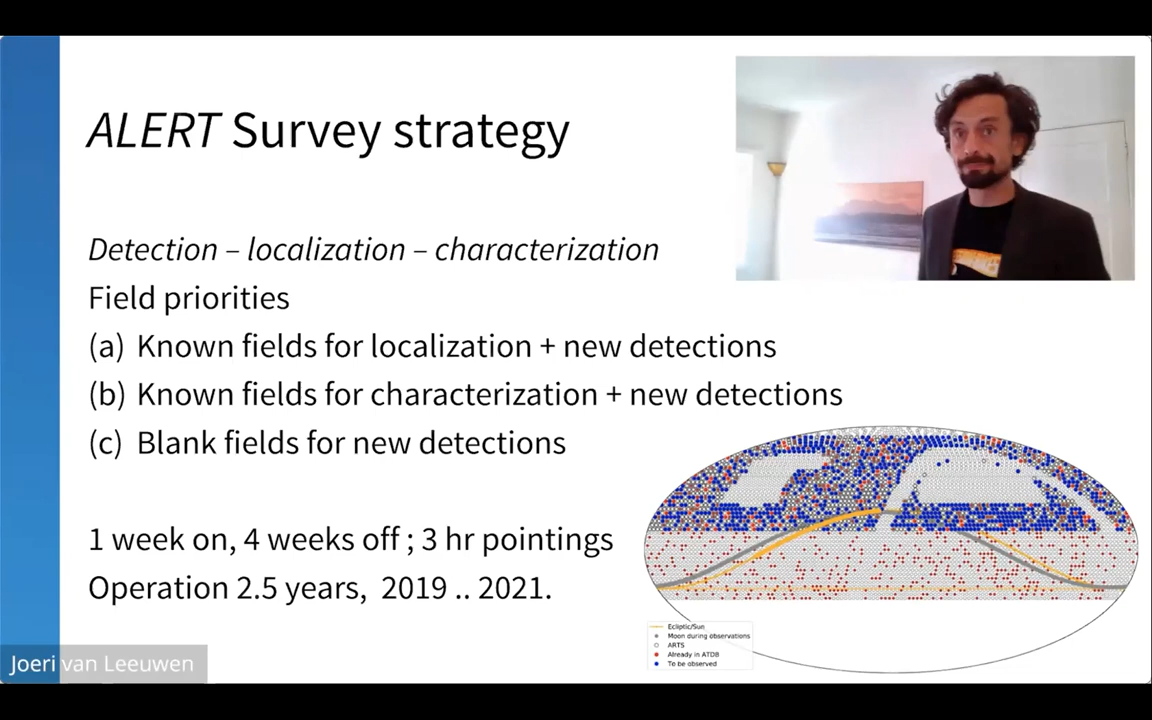 ALERT Survey strategy
Detection – localization – characterization
Field priorities
(a) Known fields for localization + new detections
(b) Known fields for characterization + new detections
(c) Blank fields for new detections
1 week on, 4 weeks off ; 3 hr pointings
Operation 2.5 years, 2019 .. 2021.
Ecliptic/Sun
Moon during observations
ARTS
Already in ATDB
To be observed
Joeri van Leeuwen